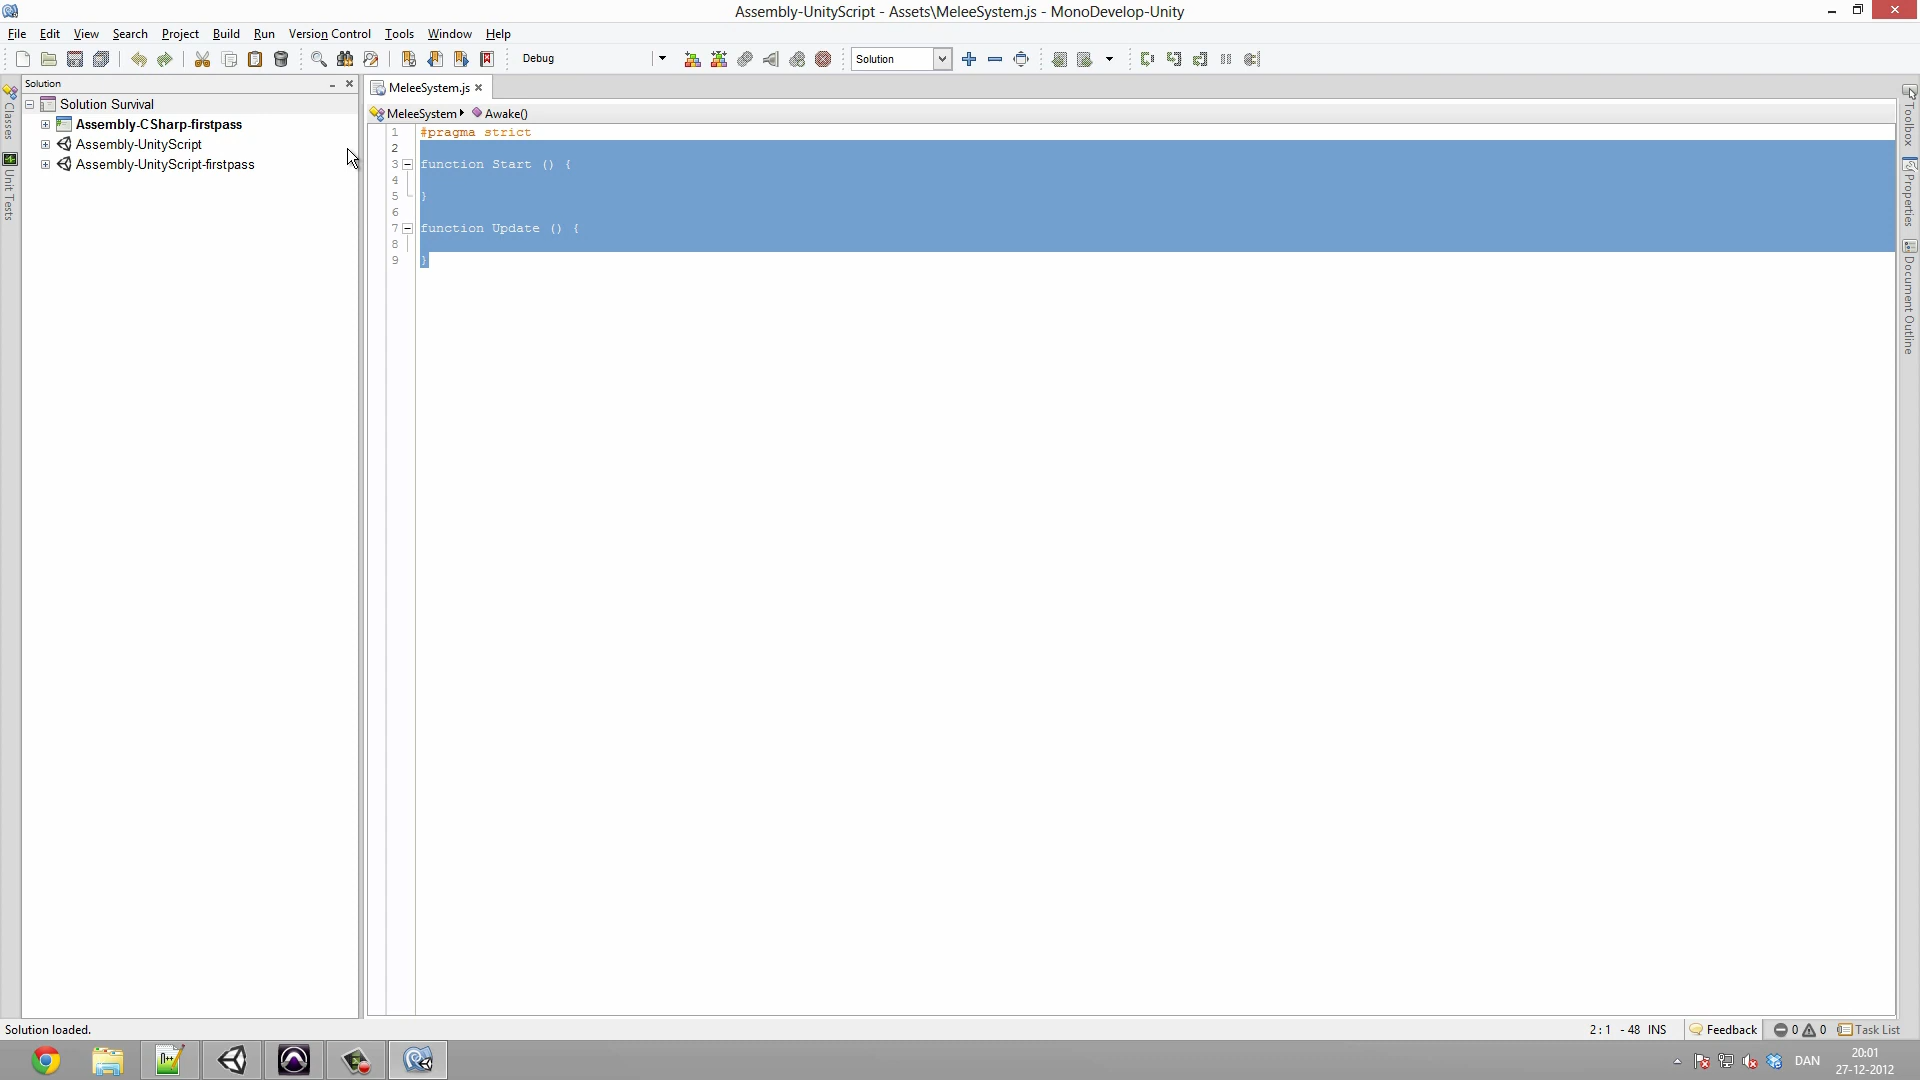 Assembly-UnityScript - Assets\MeleeSystem.js - MonoDevelop-Unity
File Edit View Search Project Build Run Version Control Tools Window Help
Debug Solution
Solution
MeleeSystem.js
Solution Survival
MeleeSystem Awake()
Assembly-CSharp-firstpass
Assembly-UnityScript
Assembly-UnityScript-firstpass
Classes
Unit Tests
1 #pragma strict
2
3 function Start () {
4
5 }
6
7 function Update () {
8
9 }
Toolbox
Properties
Document Outline
Solution loaded.
2 : 1 - 48 INS Feedback 0 0 Task List
DAN
20:01
27-12-2012